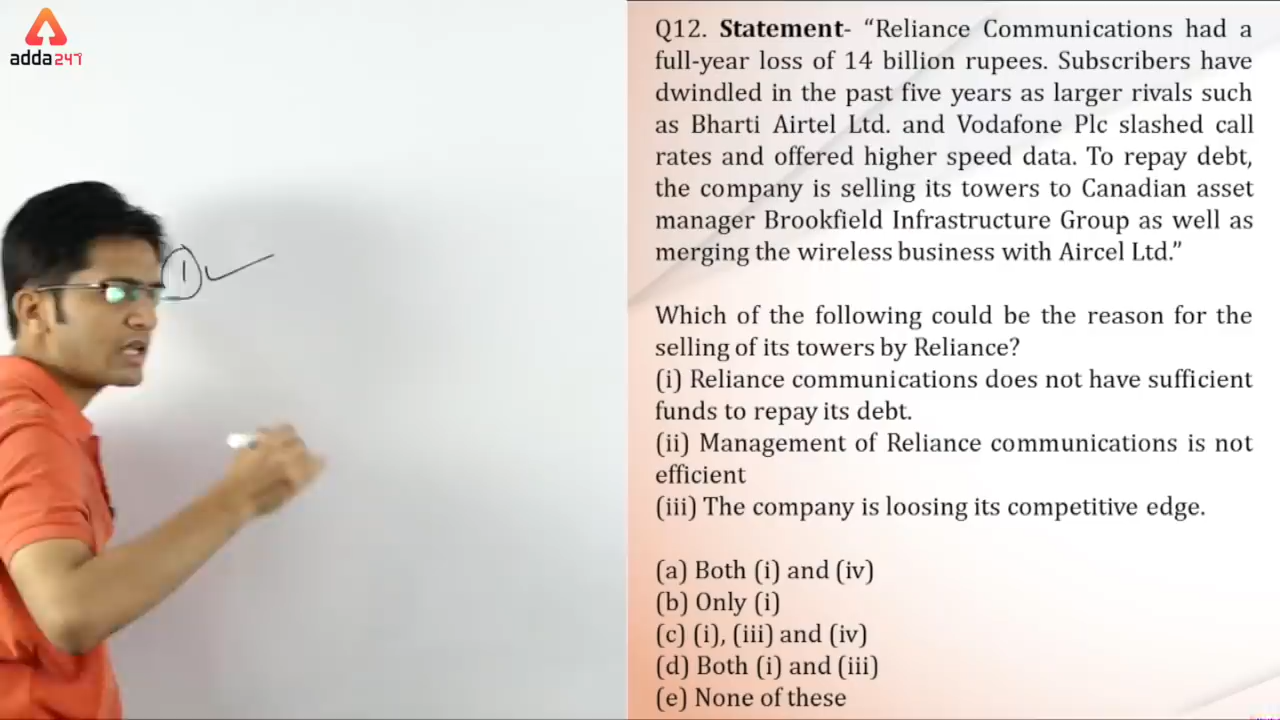 adda247
Q12. Statement- “Reliance Communications had a
full-year loss of 14 billion rupees. Subscribers have
dwindled in the past five years as larger rivals such
as Bharti Airtel Ltd. and Vodafone Plc slashed call
rates and offered higher speed data. To repay debt,
the company is selling its towers to Canadian asset
manager Brookfield Infrastructure Group as well as
merging the wireless business with Aircel Ltd.”
Which of the following could be the reason for the
selling of its towers by Reliance?
(i) Reliance communications does not have sufficient
funds to repay its debt.
(ii) Management of Reliance communications is not
efficient
(iii) The company is loosing its competitive edge.
(a) Both (i) and (iv)
(b) Only (i)
(c) (i), (iii) and (iv)
(d) Both (i) and (iii)
(e) None of these
1